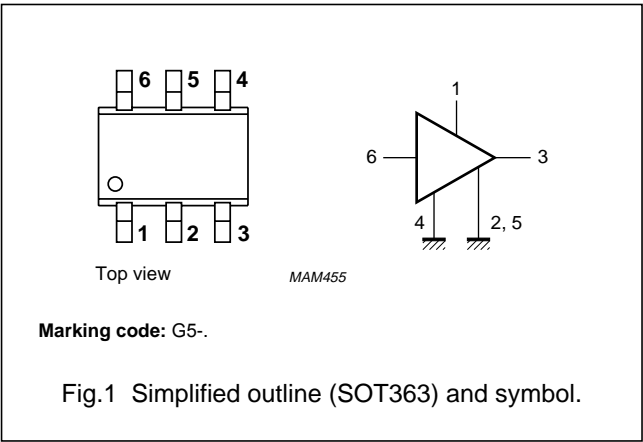 6 5 4
1
6 3
4 2, 5
1 2 3
Top view MAM455
Marking code: G5-.
Fig.1 Simplified outline (SOT363) and symbol.